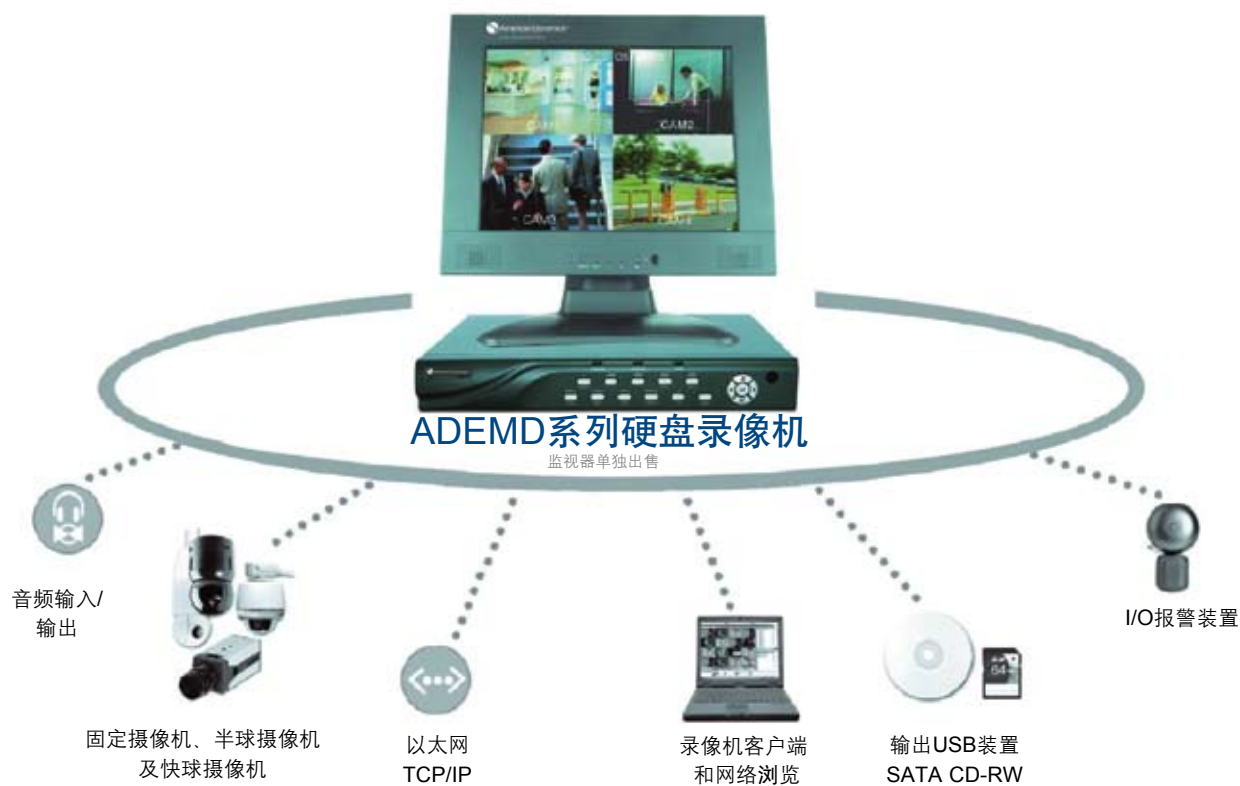 American Dynamics
CAM2
CAM3
ADEMD系列硬盘录像机
监视器单独出售
音频输入/
输出
固定摄像机、半球摄像机
及快球摄像机
以太网
TCP/IP
录像机客户端
和网络浏览
64
输出USB装置
SATA CD-RW
I/O报警装置